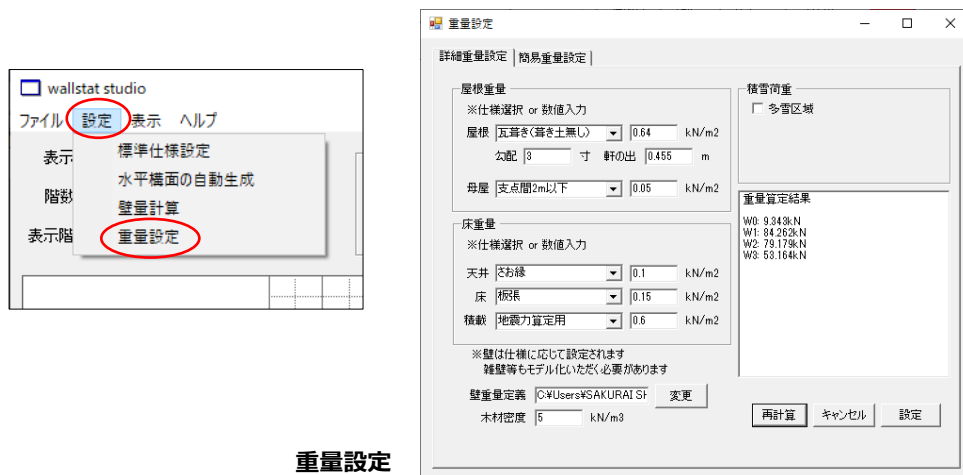 wallstat studio
ファイル 設定 表示 ヘルプ
標準仕様設定
水平構面の自動生成
壁量計算
重量設定
表示
階数
表示階
重量設定
重量設定
詳細重量設定 簡易重量設定
屋根重量
※仕様選択 or 数値入力
屋根 瓦葺き(葺き土無し) 0.64 kN/m2
勾配 3 寸 軒の出 0.455 m
母屋 支点間2m以下 0.05 kN/m2
床重量
※仕様選択 or 数値入力
天井 さお縁 0.1 kN/m2
床 板張 0.15 kN/m2
積載 地震力算定用 0.6 kN/m2
※壁は仕様に応じて設定されます
雑壁等もモデル化いただく必要があります
壁重量定義 C:¥Users¥SAKURAI SH 変更
木材密度 5 kN/m3
積雪荷重
多雪区域
重量算定結果
W0: 9.343kN
W1: 84.262kN
W2: 79.179kN
W3: 53.164kN
再計算 キャンセル 設定